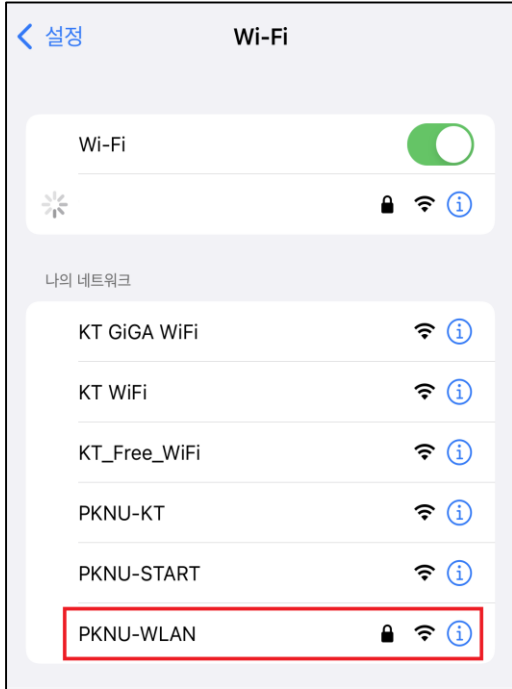 설정 Wi-Fi
Wi-Fi
나의 네트워크
KT GiGA WiFi
KT WiFi
KT_Free_WiFi
PKNU-KT
PKNU-START
PKNU-WLAN